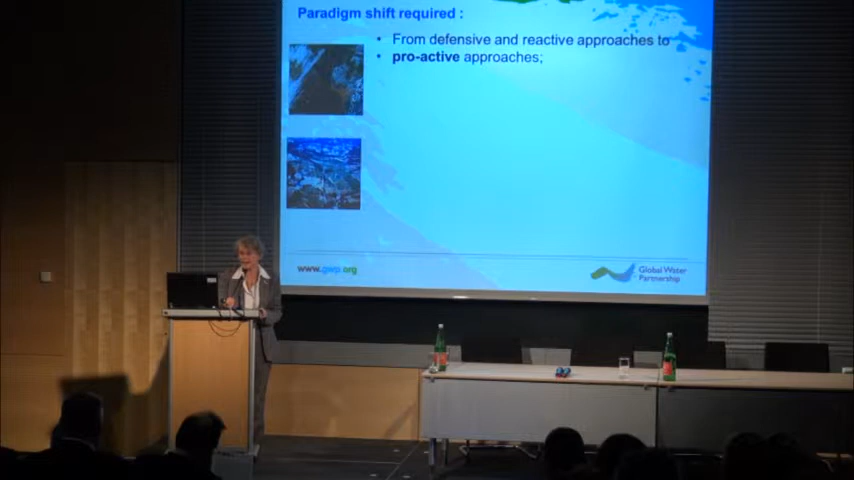 Paradigm shift required :
• From defensive and reactive approaches to
• pro-active approaches;
www.gwp.org
Global Water
Partnership